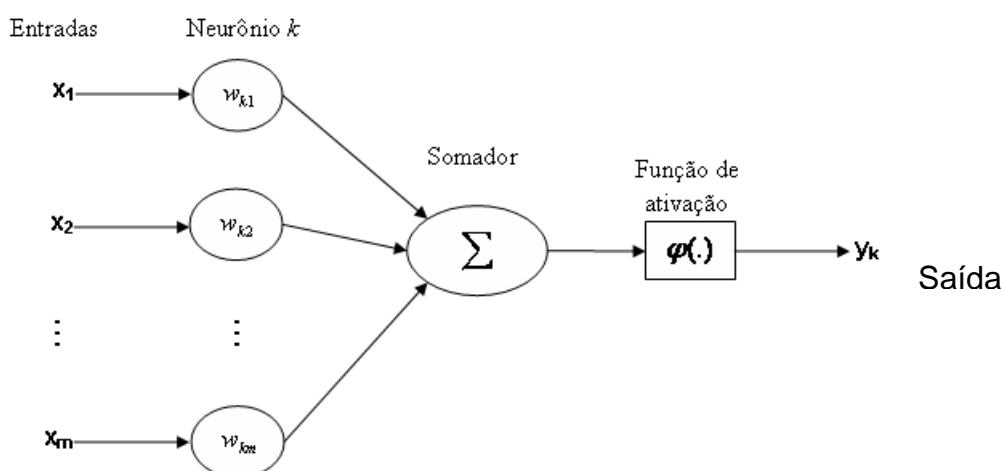 Entradas
Neurônio k
x₁
wₖ₁
Somador
Função de
ativação
x₂
wₖ₂
Σ
φ(.)
yₖ
Saída
⋮ ⋮
xₘ
wₖₘ